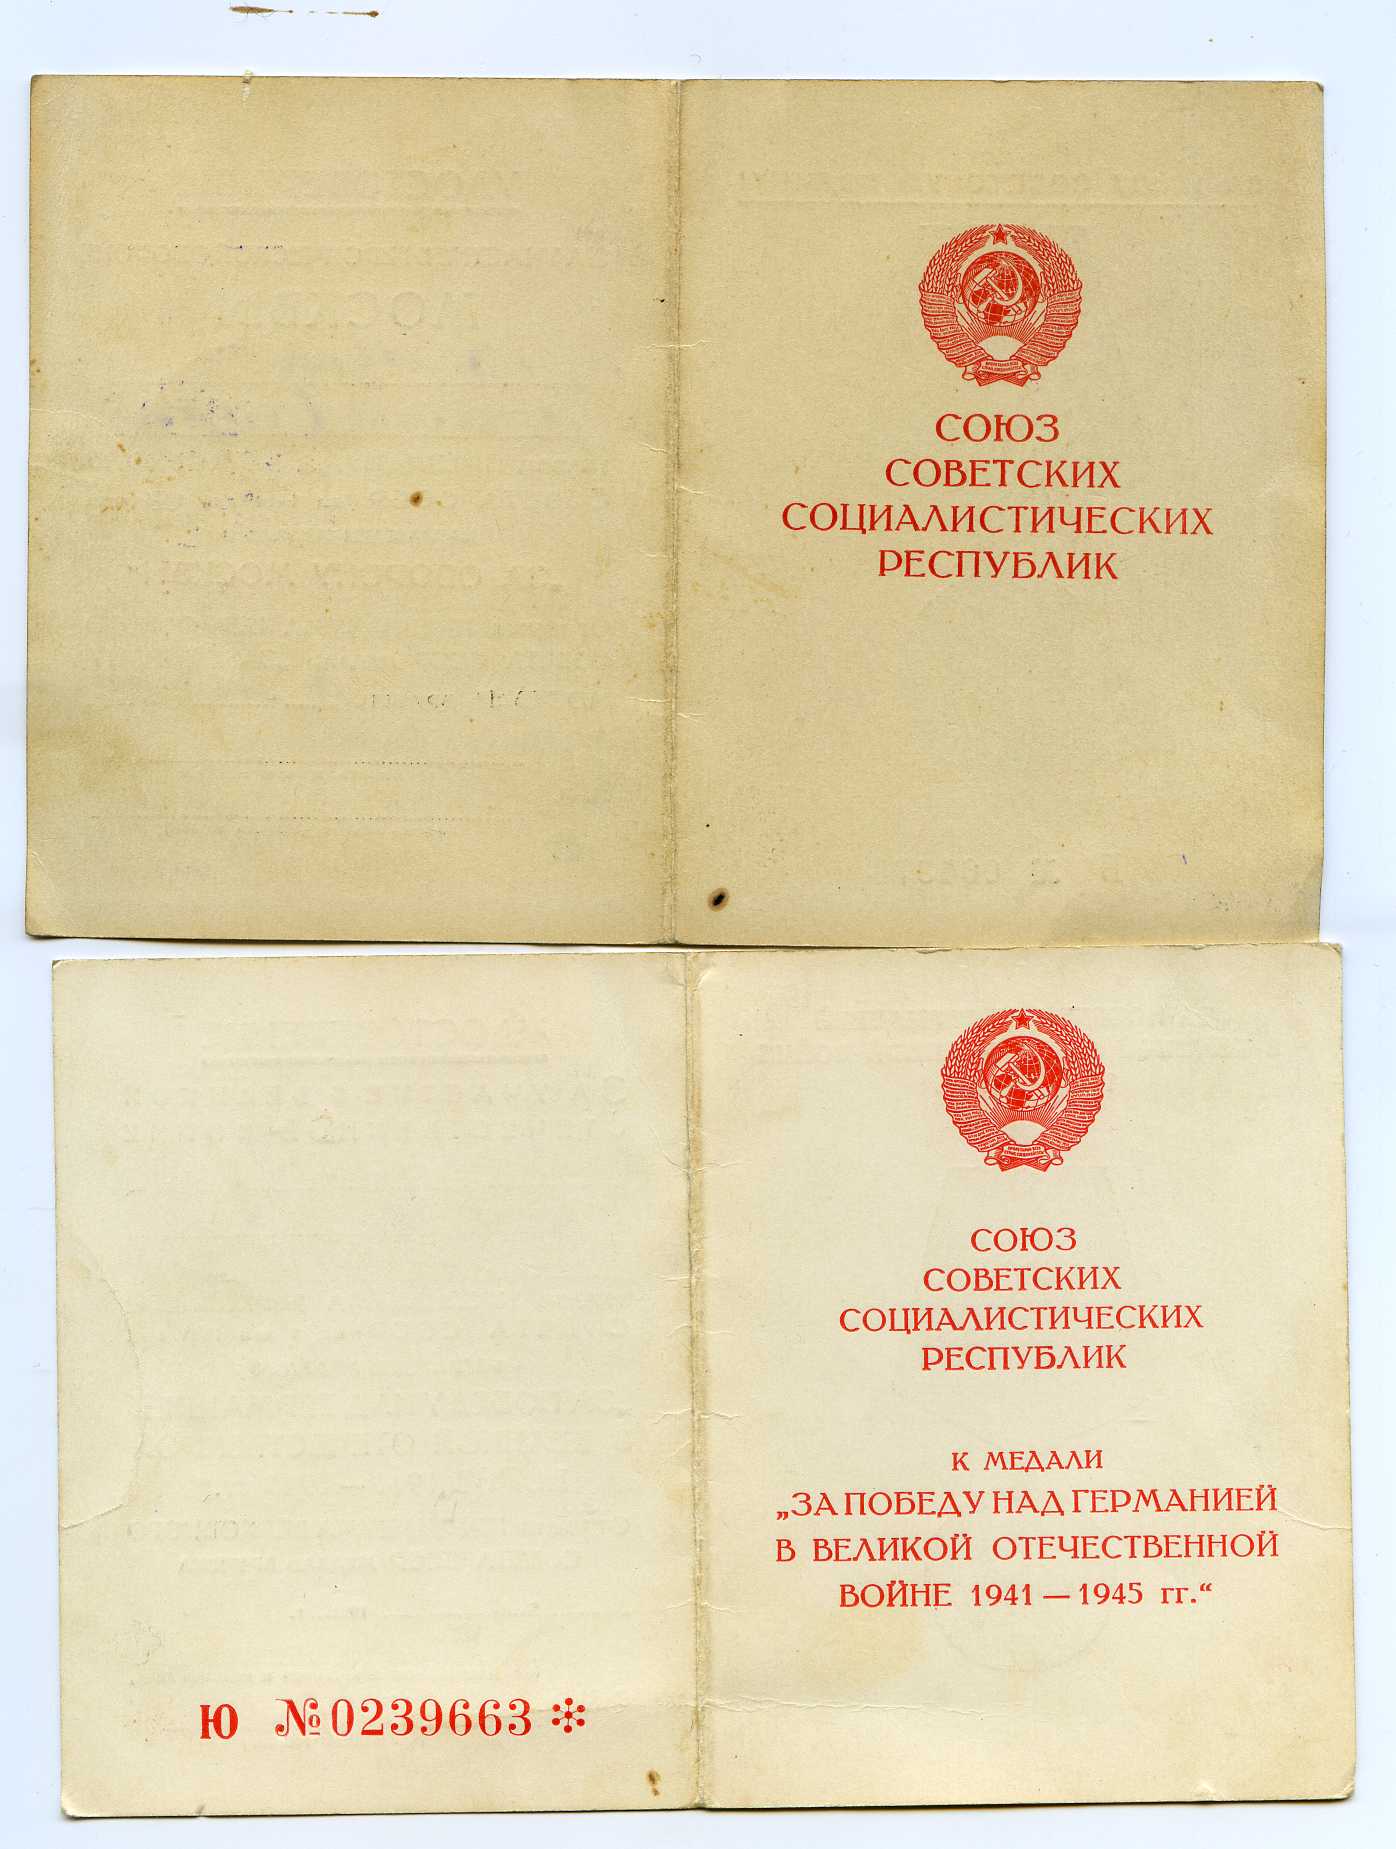 СОЮЗ
СОВЕТСКИХ
СОЦИАЛИСТИЧЕСКИХ
РЕСПУБЛИК
СОЮЗ
СОВЕТСКИХ
СОЦИАЛИСТИЧЕСКИХ
РЕСПУБЛИК
К МЕДАЛИ
„ЗА ПОБЕДУ НАД ГЕРМАНИЕЙ
В ВЕЛИКОЙ ОТЕЧЕСТВЕННОЙ
ВОЙНЕ 1941 — 1945 гг.“
Ю №0239663